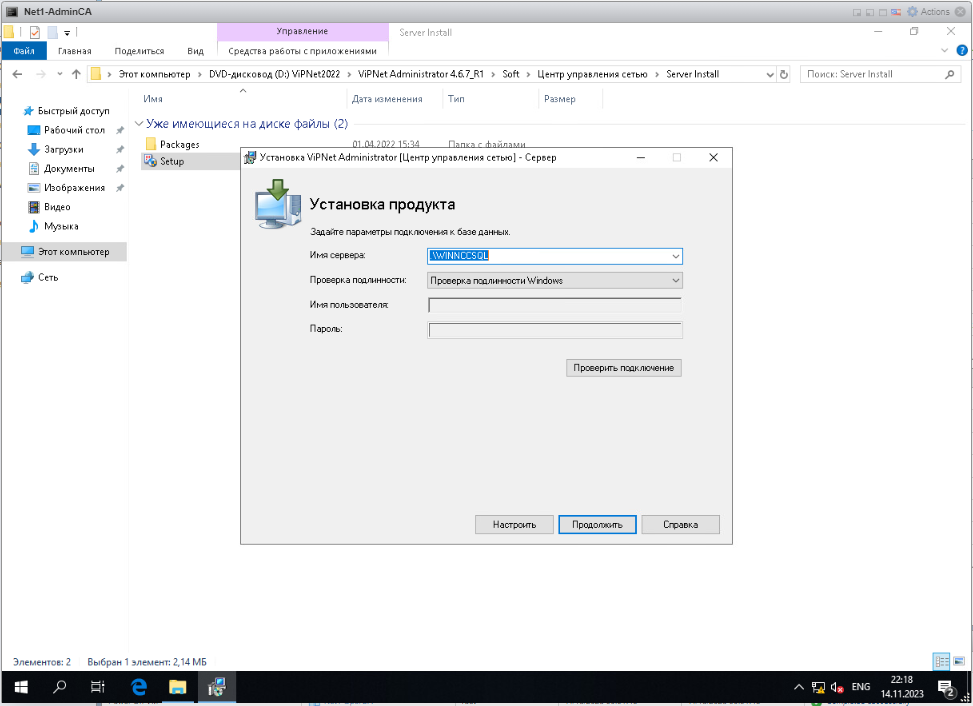 Net1-AdminCA
Actions
Управление
Server Install
Файл
Главная
Поделиться
Вид
Средства работы с приложениями
Этот компьютер > DVD-дисковод (D:) ViPNet2022 > ViPNet Administrator 4.6.7_R1 > Soft > Центр управления сетью > Server Install
Поиск: Server Install
Имя
Дата изменения
Тип
Размер
Быстрый доступ
Рабочий стол
Загрузки
Документы
Изображения
Видео
Музыка
Этот компьютер
Сеть
Уже имеющиеся на диске файлы (2)
Packages
01.04.2022 15:34
Папка с файлами
Setup
Установка ViPNet Administrator [Центр управления сетью] - Сервер
Установка продукта
Задайте параметры подключения к базе данных.
Имя сервера:
.\WINNCCSQL
Проверка подлинности:
Проверка подлинности Windows
Имя пользователя:
Пароль:
Проверить подключение
Настроить
Продолжить
Справка
Элементов: 2
Выбран 1 элемент: 2,14 МБ
ENG
22:18
14.11.2023
2